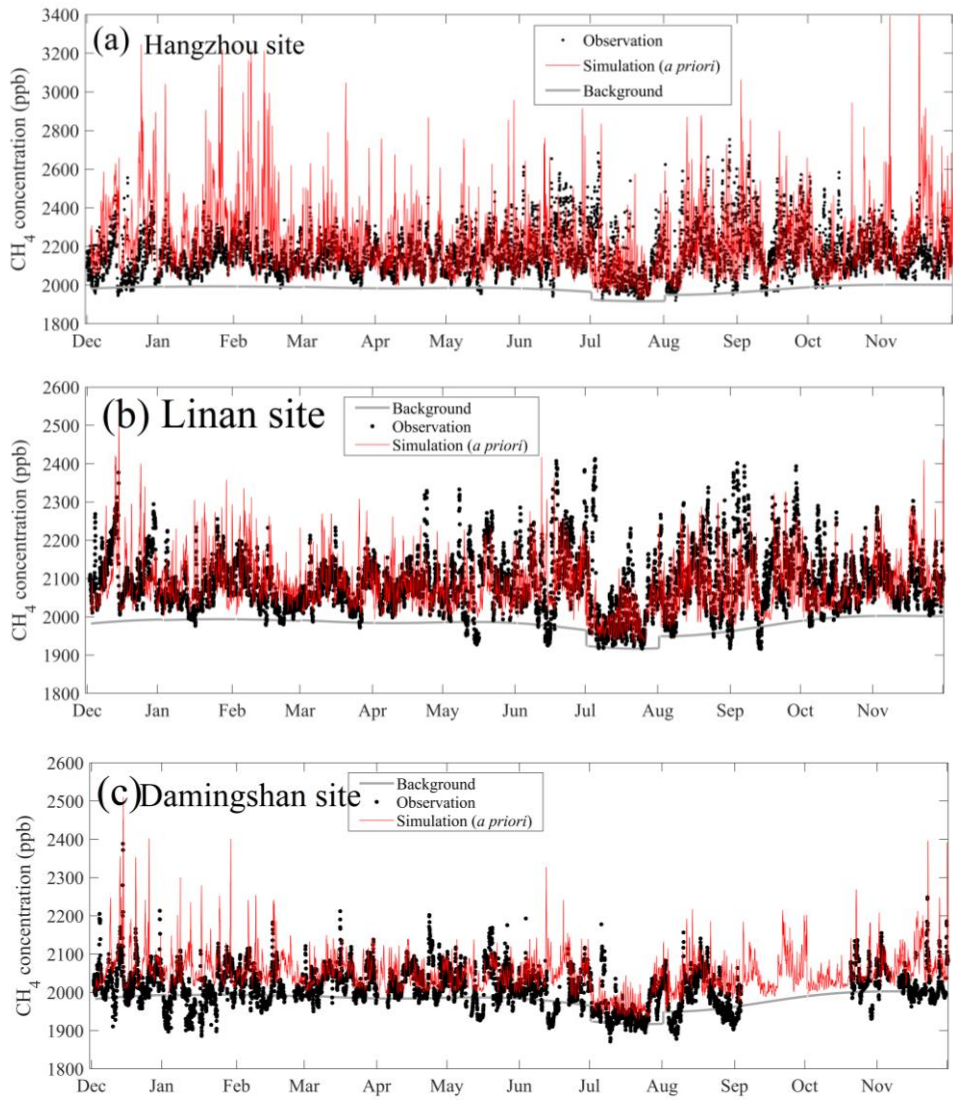 (a) Hangzhou site
Observation
Simulation (a priori)
Background
CH4 concentration (ppb)
3400
3200
3000
2800
2600
2400
2200
2000
1800
Dec Jan Feb Mar Apr May Jun Jul Aug Sep Oct Nov
(b) Linan site
Background
Observation
Simulation (a priori)
CH4 concentration (ppb)
2600
2500
2400
2300
2200
2100
2000
1900
1800
Dec Jan Feb Mar Apr May Jun Jul Aug Sep Oct Nov
(c) Damingshan site
Background
Observation
Simulation (a priori)
CH4 concentration (ppb)
2600
2500
2400
2300
2200
2100
2000
1900
1800
Dec Jan Feb Mar Apr May Jun Jul Aug Sep Oct Nov